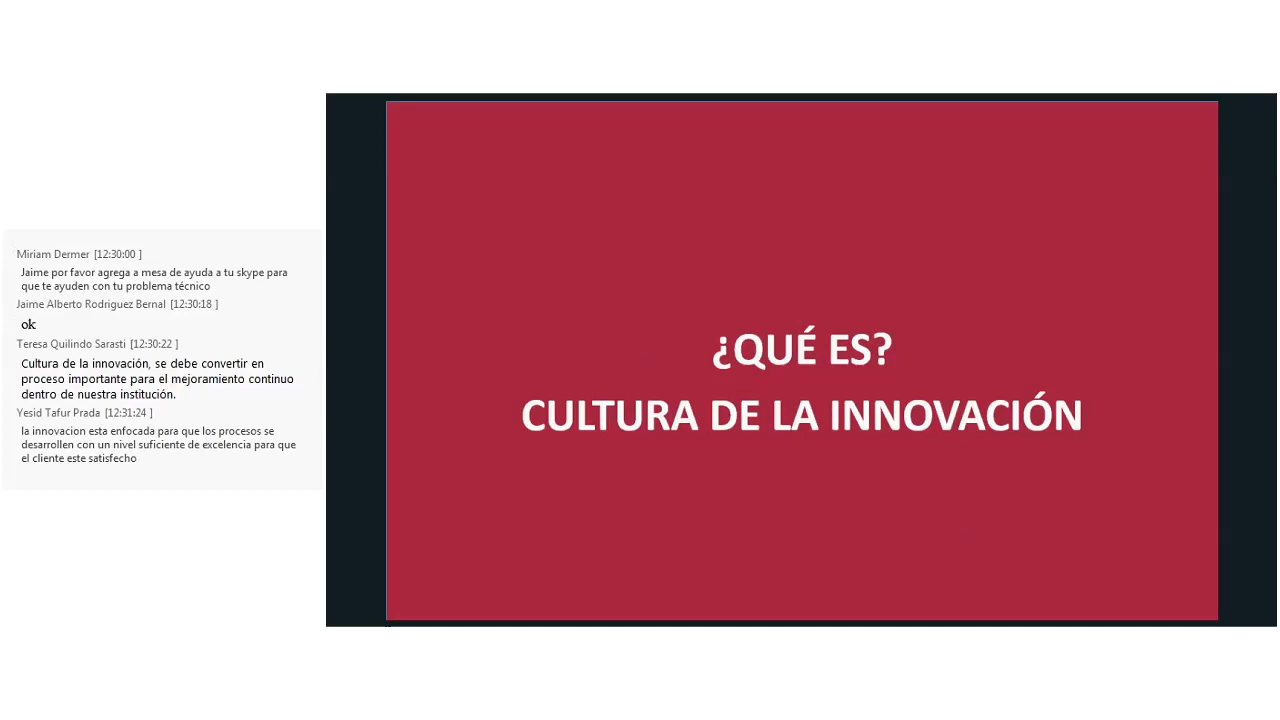 Miriam Dermer [12:30:00 ]
Jaime por favor agrega a mesa de ayuda a tu skype para
que te ayuden con tu problema técnico
Jaime Alberto Rodriguez Bernal [12:30:18 ]
ok
Teresa Quilindo Sarasti [12:30:22 ]
Cultura de la innovación, se debe convertir en
proceso importante para el mejoramiento continuo
dentro de nuestra institución.
Yesid Tafur Prada [12:31:24 ]
la innovacion esta enfocada para que los procesos se
desarrollen con un nivel suficiente de excelencia para que
el cliente este satisfecho
¿QUÉ ES?
CULTURA DE LA INNOVACIÓN